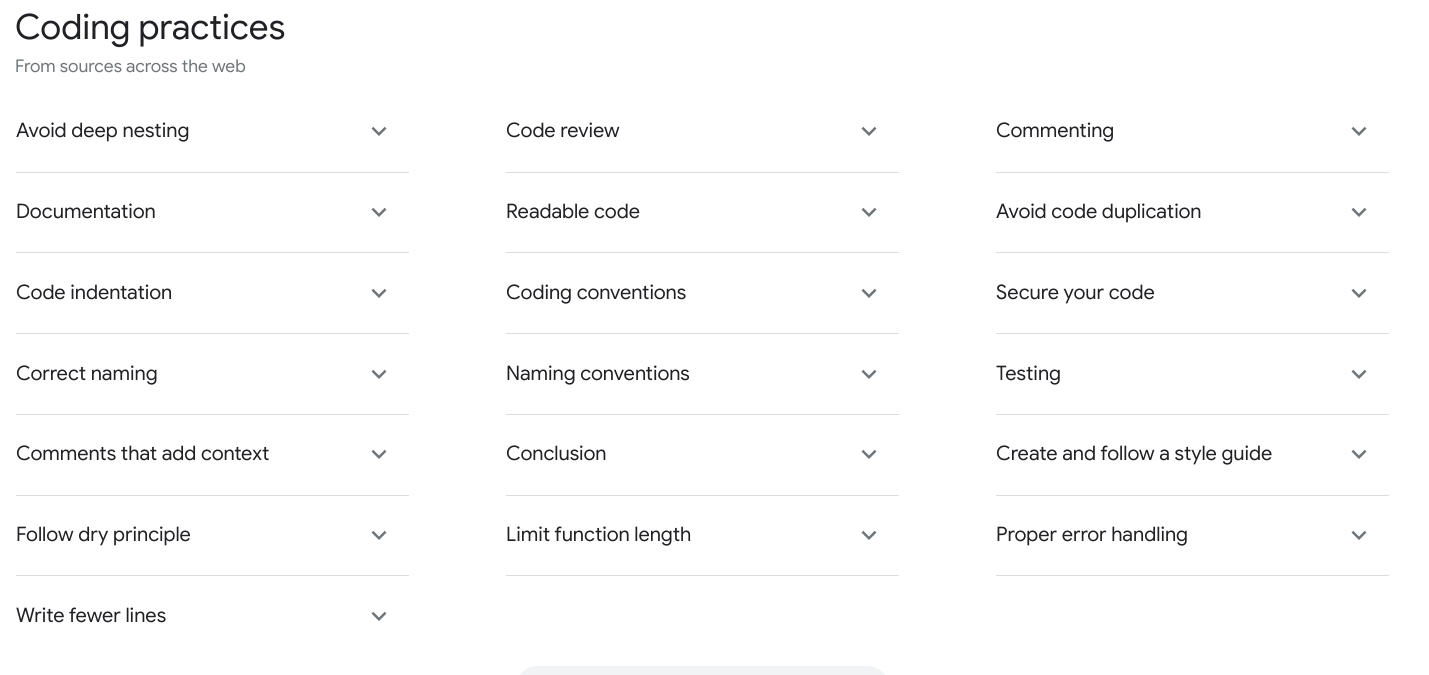 Coding practices
From sources across the web
Avoid deep nesting
Code review
Commenting
Documentation
Readable code
Avoid code duplication
Code indentation
Coding conventions
Secure your code
Correct naming
Naming conventions
Testing
Comments that add context
Conclusion
Create and follow a style guide
Follow dry principle
Limit function length
Proper error handling
Write fewer lines